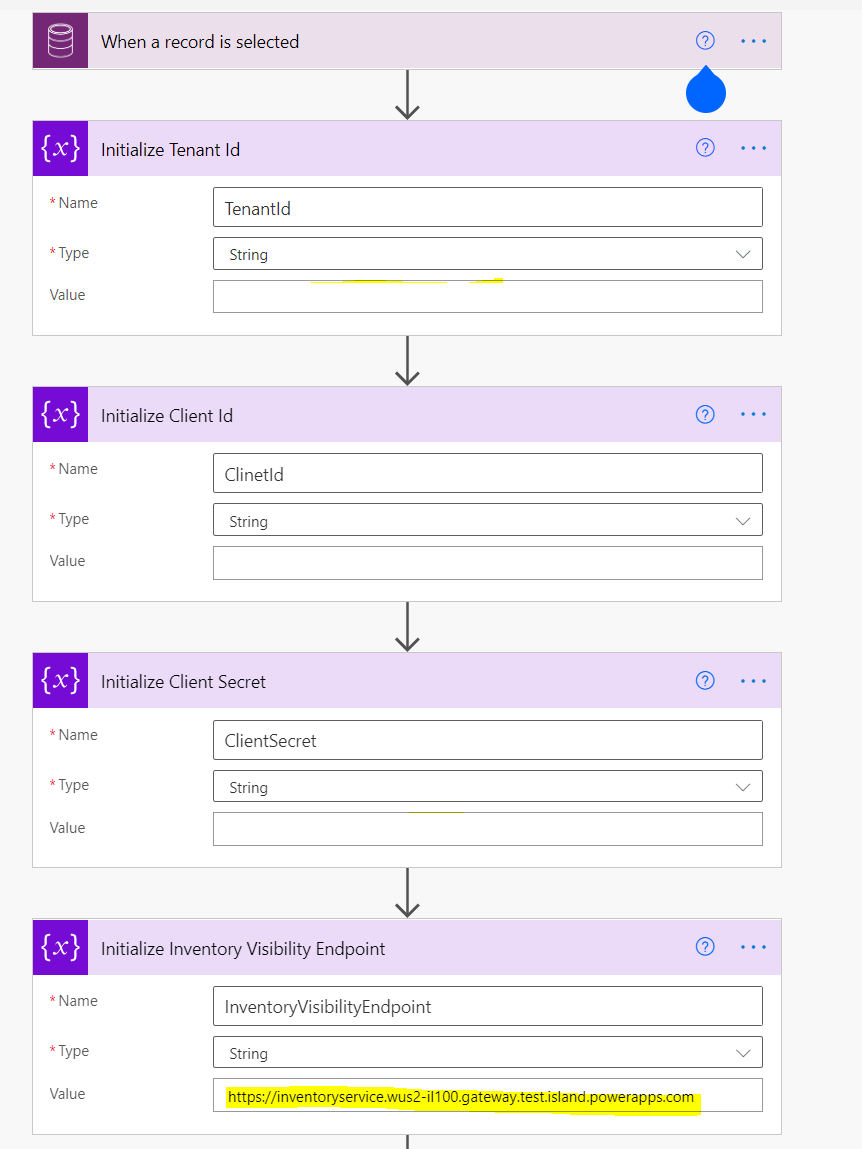 When a record is selected
{x} Initialize Tenant Id
* Name TenantId
* Type String
Value
{x} Initialize Client Id
* Name ClinetId
* Type String
Value
{x} Initialize Client Secret
* Name ClientSecret
* Type String
Value
{x} Initialize Inventory Visibility Endpoint
* Name InventoryVisibilityEndpoint
* Type String
Value https://inventoryservice.wus2-il100.gateway.test.island.powerapps.com